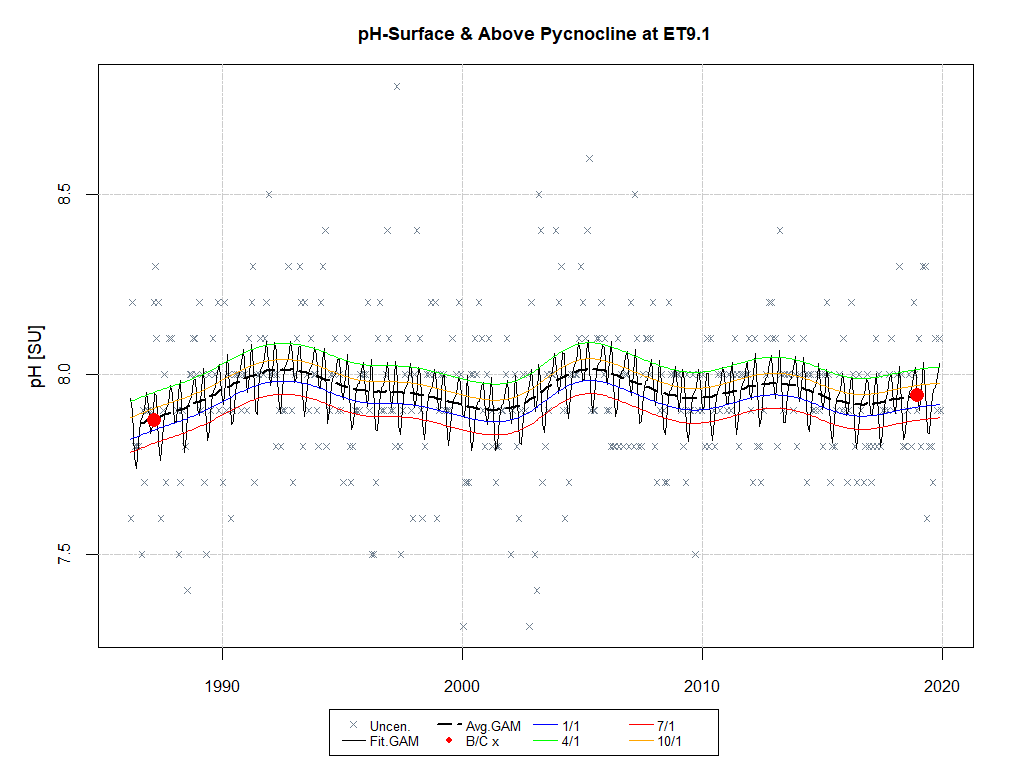 pH-Surface & Above Pycnocline at ET9.1
pH [SU]
8.5
8.0
7.5
1990 2000 2010 2020
Uncen. Avg.GAM 1/1 7/1
Fit.GAM B/C x 4/1 10/1